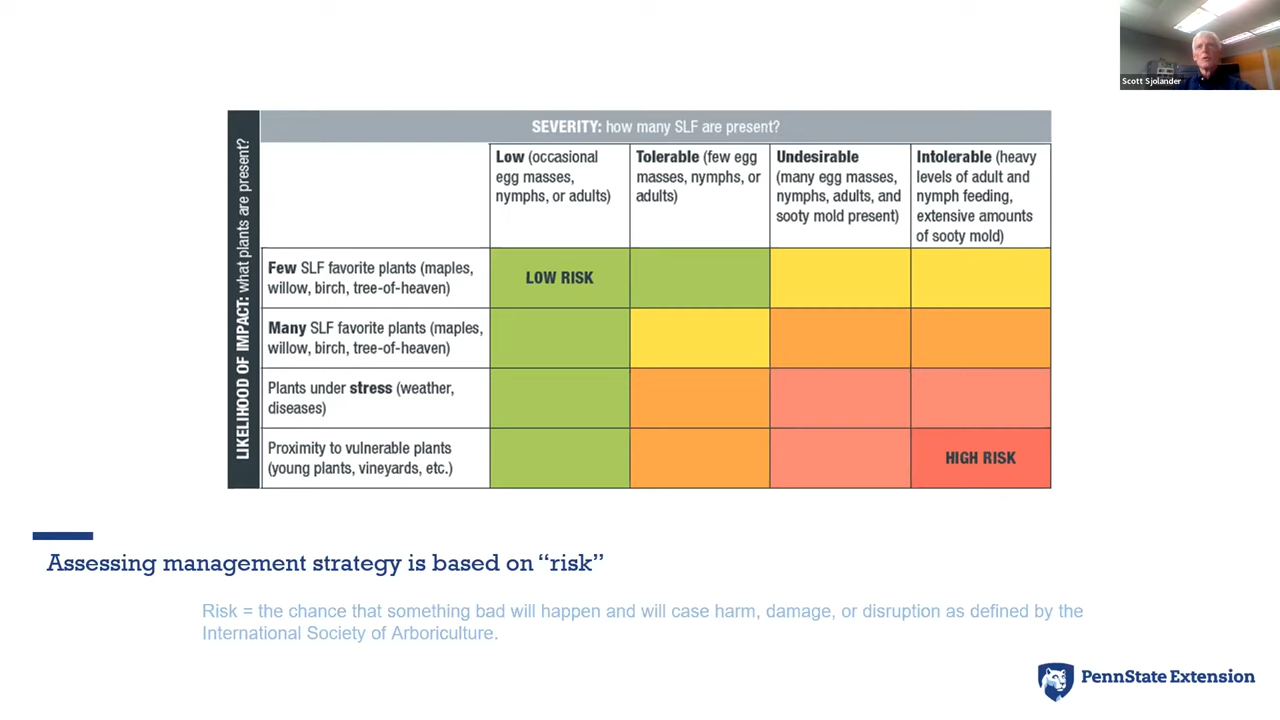 Scott Sjolander
SEVERITY: how many SLF are present?
LIKELIHOOD OF IMPACT: what plants are present?
Low (occasional
egg masses,
nymphs, or adults)
Tolerable (few egg
masses, nymphs, or
adults)
Undesirable
(many egg masses,
nymphs, adults, and
sooty mold present)
Intolerable (heavy
levels of adult and
nymph feeding,
extensive amounts
of sooty mold)
Few SLF favorite plants (maples,
willow, birch, tree-of-heaven)
LOW RISK
Many SLF favorite plants (maples,
willow, birch, tree-of-heaven)
Plants under stress (weather,
diseases)
Proximity to vulnerable plants
(young plants, vineyards, etc.)
HIGH RISK
Assessing management strategy is based on “risk”
Risk = the chance that something bad will happen and will case harm, damage, or disruption as defined by the
International Society of Arboriculture.
PennState Extension